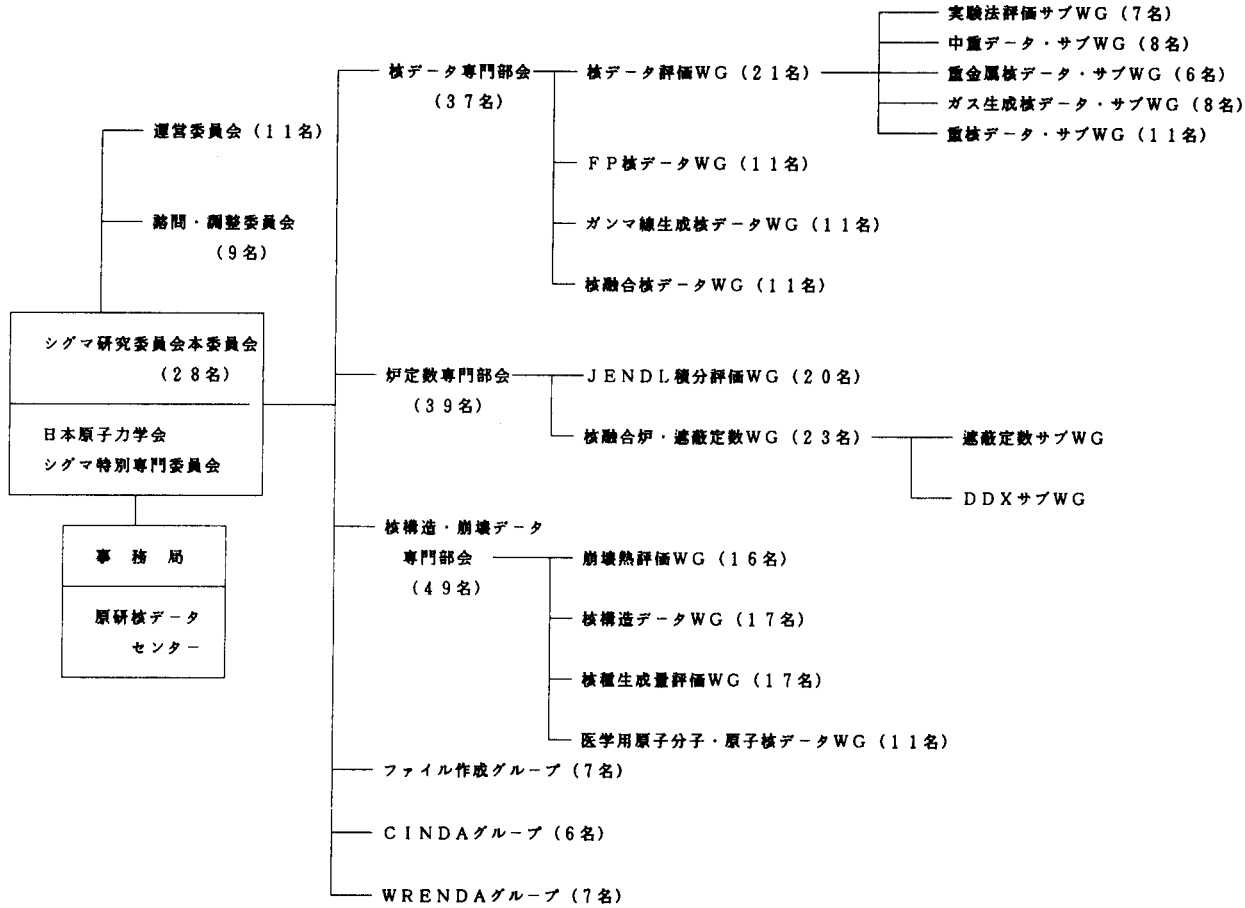 実験法評価サブWG (7名)
中重データ・サブWG (8名)
核データ専門部会
(37名)
核データ評価WG (21名)
重金属核データ・サブWG (6名)
ガス生成核データ・サブWG (8名)
重核データ・サブWG (11名)
運営委員会 (11名)
FP核データWG (11名)
諮問・調整委員会
(9名)
ガンマ線生成核データWG (11名)
核融合核データWG (11名)
シグマ研究委員会本委員会
(28名)
日本原子力学会
シグマ特別専門委員会
事務局
原研核データ
センター
炉定数専門部会
(39名)
JENDL積分評価WG (20名)
核融合炉・遮蔽定数WG (23名)
遮蔽定数サブWG
DDXサブWG
核構造・崩壊データ
専門部会
(49名)
崩壊熱評価WG (16名)
核構造データWG (17名)
核種生成量評価WG (17名)
医学用原子分子・原子核データWG (11名)
ファイル作成グループ (7名)
CINDAグループ (6名)
WRENDAグループ (7名)